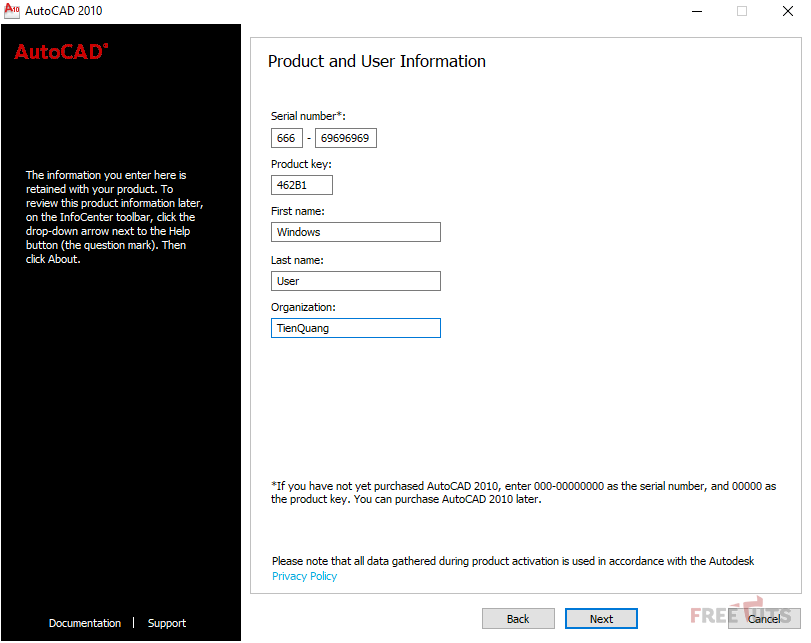 AutoCAD 2010
AutoCAD®
Product and User Information
Serial number*:
666 - 69696969
Product key:
462B1
First name:
Windows
Last name:
User
Organization:
TienQuang
The information you enter here is
retained with your product. To
review this product information later,
on the InfoCenter toolbar, click the
drop-down arrow next to the Help
button (the question mark). Then
click About.
*If you have not yet purchased AutoCAD 2010, enter 000-00000000 as the serial number, and 00000 as
the product key. You can purchase AutoCAD 2010 later.
Please note that all data gathered during product activation is used in accordance with the Autodesk
Privacy Policy
Documentation | Support
Back Next Cancel
FREETUTS